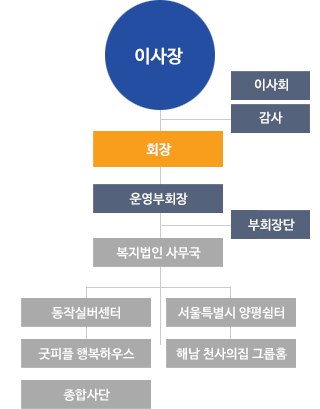 이사장
이사회
감사
회장
운영부회장
부회장단
복지법인 사무국
동작실버센터
서울특별시 양평쉼터
굿피플 행복하우스
해남 천사의집 그룹홈
종합사단